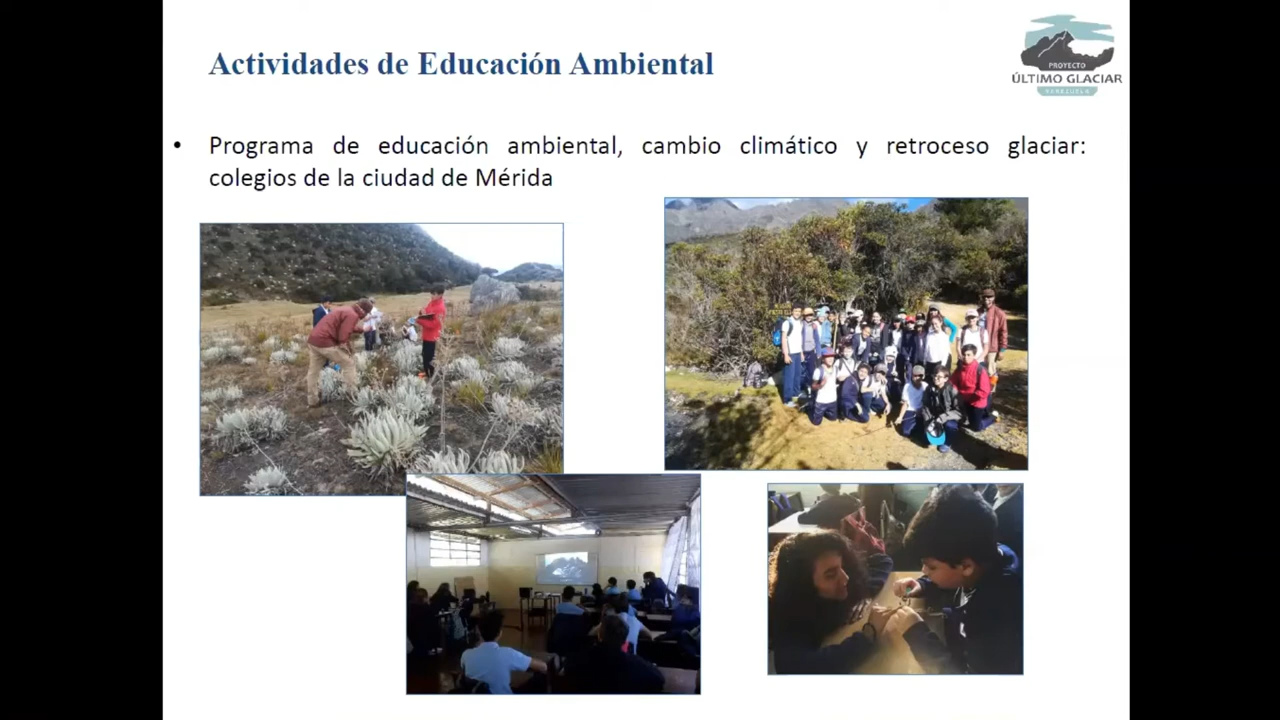 Actividades de Educación Ambiental
PROYECTO
ÚLTIMO GLACIAR
VENEZUELA
• Programa de educación ambiental, cambio climático y retroceso glaciar:
colegios de la ciudad de Mérida